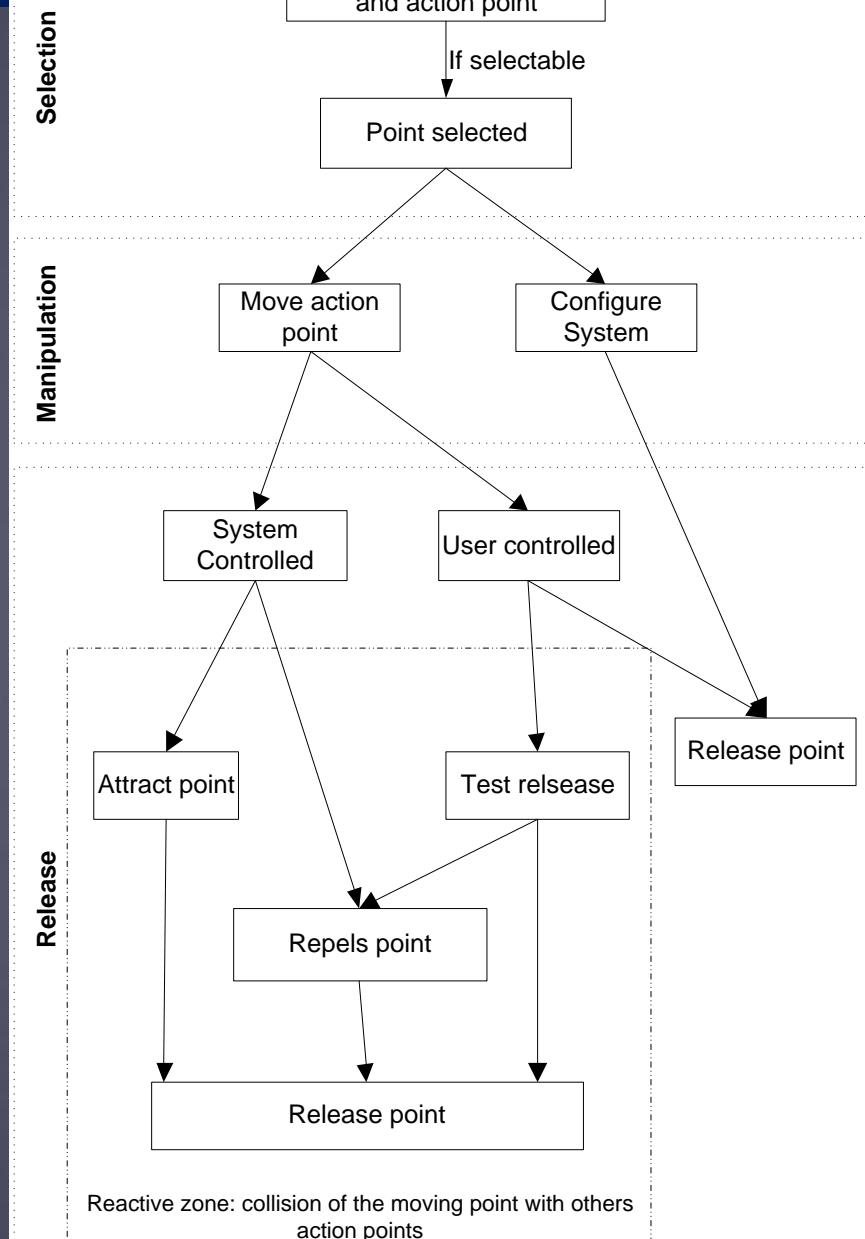 and action point
Selection
If selectable
Point selected
Manipulation
Move action
point
Configure
System
System
Controlled
User controlled
Release
Attract point
Test relsease
Release point
Repels point
Release point
Reactive zone: collision of the moving point with others
action points